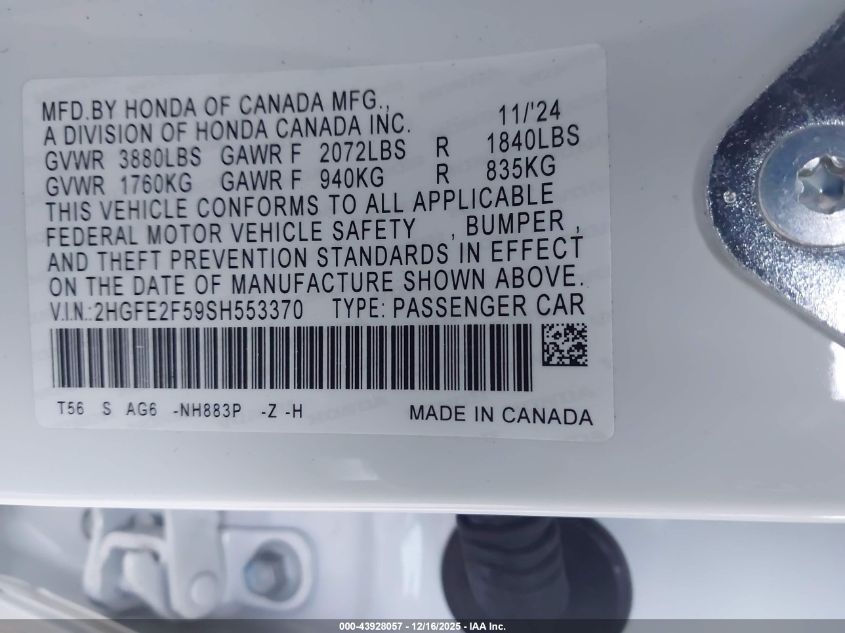 MFD.BY HONDA OF CANADA MFG., 11/'24
A DIVISION OF HONDA CANADA INC.
GVWR 3880LBS GAWR F 2072LBS R 1840LBS
GVWR 1760KG GAWR F 940KG R 835KG
THIS VEHICLE CONFORMS TO ALL APPLICABLE
FEDERAL MOTOR VEHICLE SAFETY , BUMPER ,
AND THEFT PREVENTION STANDARDS IN EFFECT
ON THE DATE OF MANUFACTURE SHOWN ABOVE.
V.I.N.:2HGFE2F59SH553370 TYPE: PASSENGER CAR
T56 S AG6 -NH883P -Z -H MADE IN CANADA
000-43928057 - 12/16/2025 - IAA Inc.